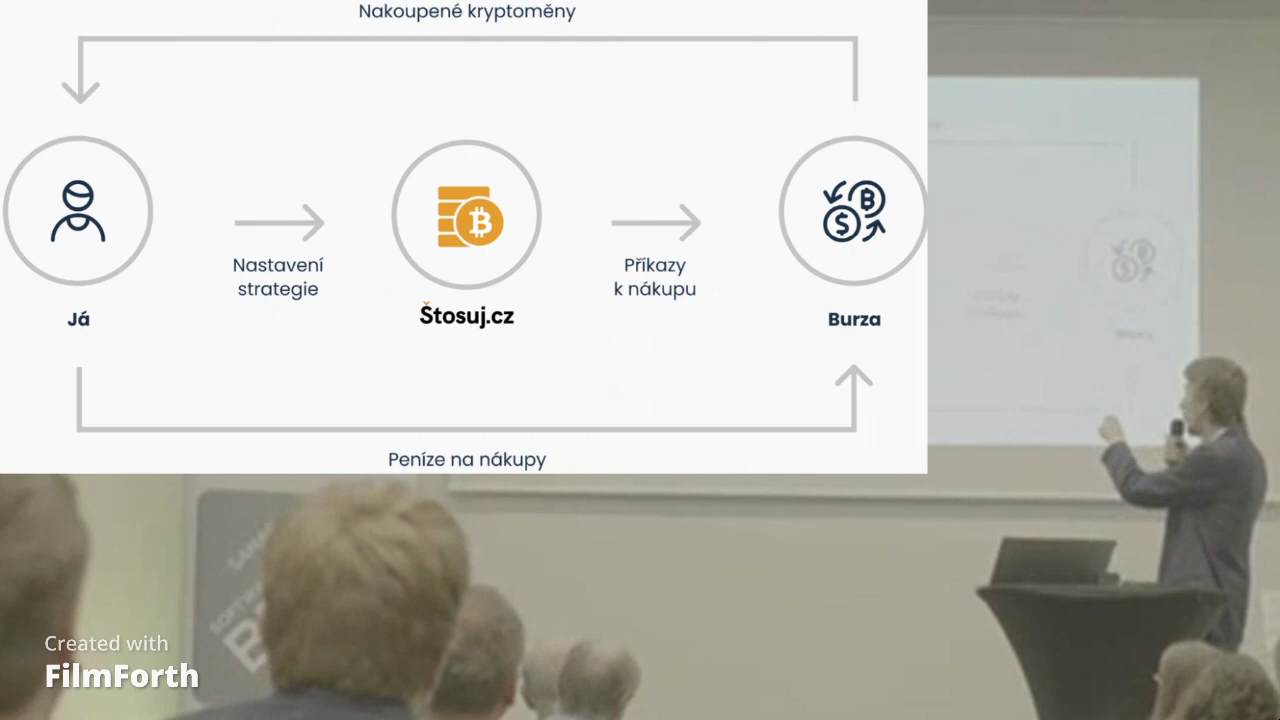 Nakoupené kryptoměny
Nastavení
strategie
Příkazy
k nákupu
Já
Štosuj.cz
Burza
Peníze na nákupy
Created with
FilmForth